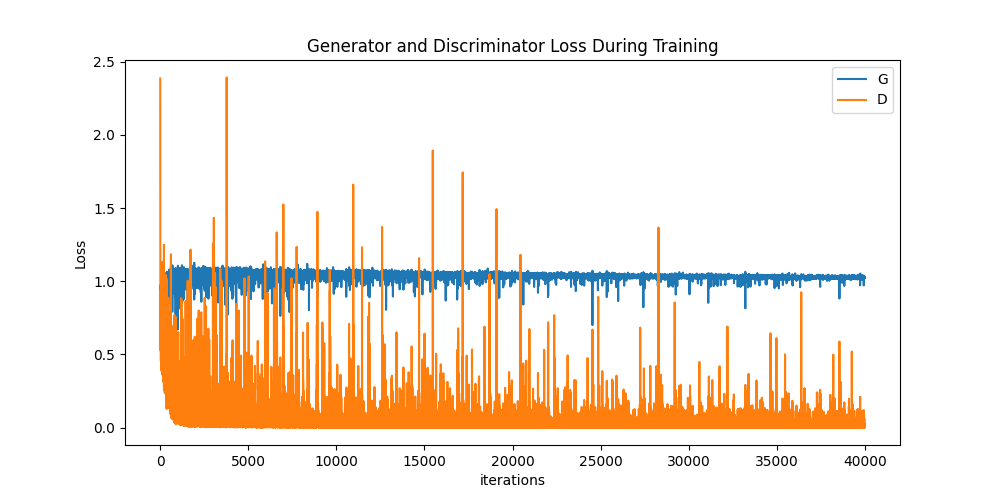 Generator and Discriminator Loss During Training
G
D
2.5
2.0
1.5
1.0
0.5
0.0
Loss
0 5000 10000 15000 20000 25000 30000 35000 40000
iterations